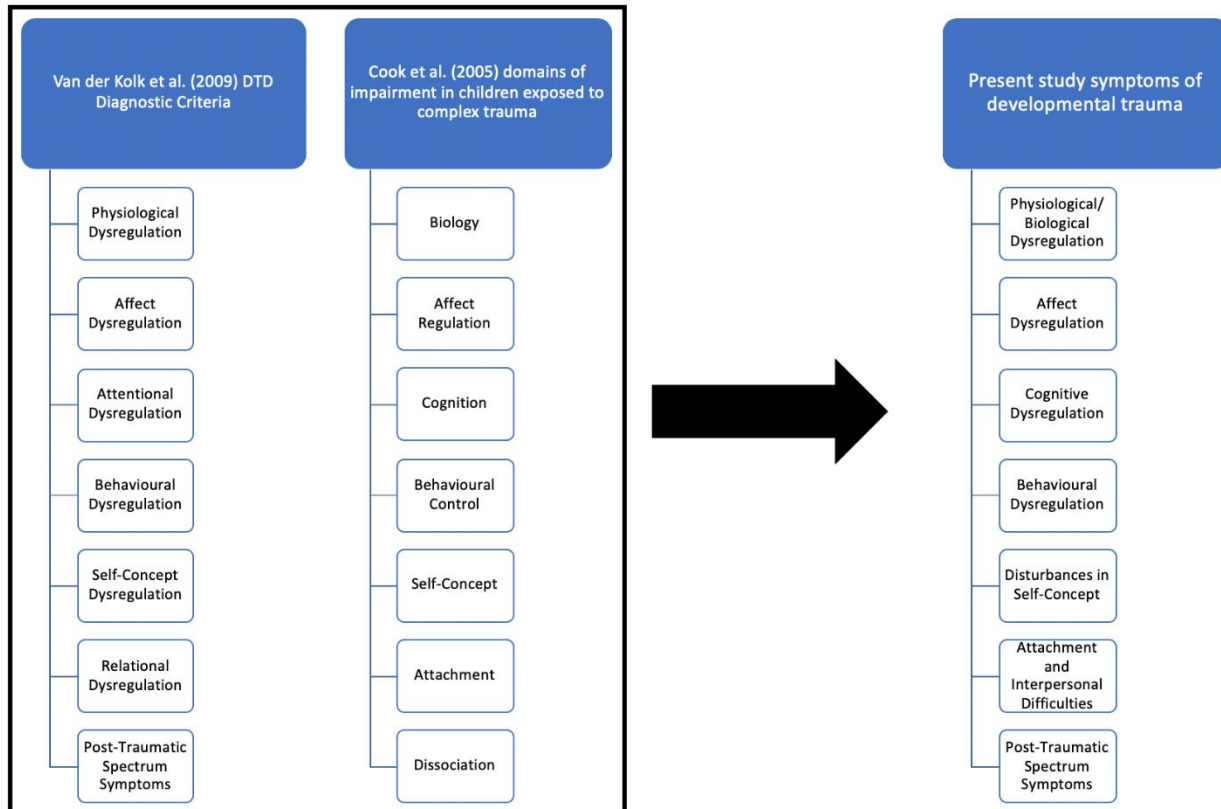 Van der Kolk et al. (2009) DTD
Diagnostic Criteria
Physiological
Dysregulation
Affect
Dysregulation
Attentional
Dysregulation
Behavioural
Dysregulation
Self-Concept
Dysregulation
Relational
Dysregulation
Post-Traumatic
Spectrum
Symptoms
Cook et al. (2005) domains of
impairment in children exposed to
complex trauma
Biology
Affect
Regulation
Cognition
Behavioural
Control
Self-Concept
Attachment
Dissociation
Present study symptoms of
developmental trauma
Physiological/
Biological
Dysregulation
Affect
Dysregulation
Cognitive
Dysregulation
Behavioural
Dysregulation
Disturbances in
Self-Concept
Attachment
and
Interpersonal
Difficulties
Post-Traumatic
Spectrum
Symptoms